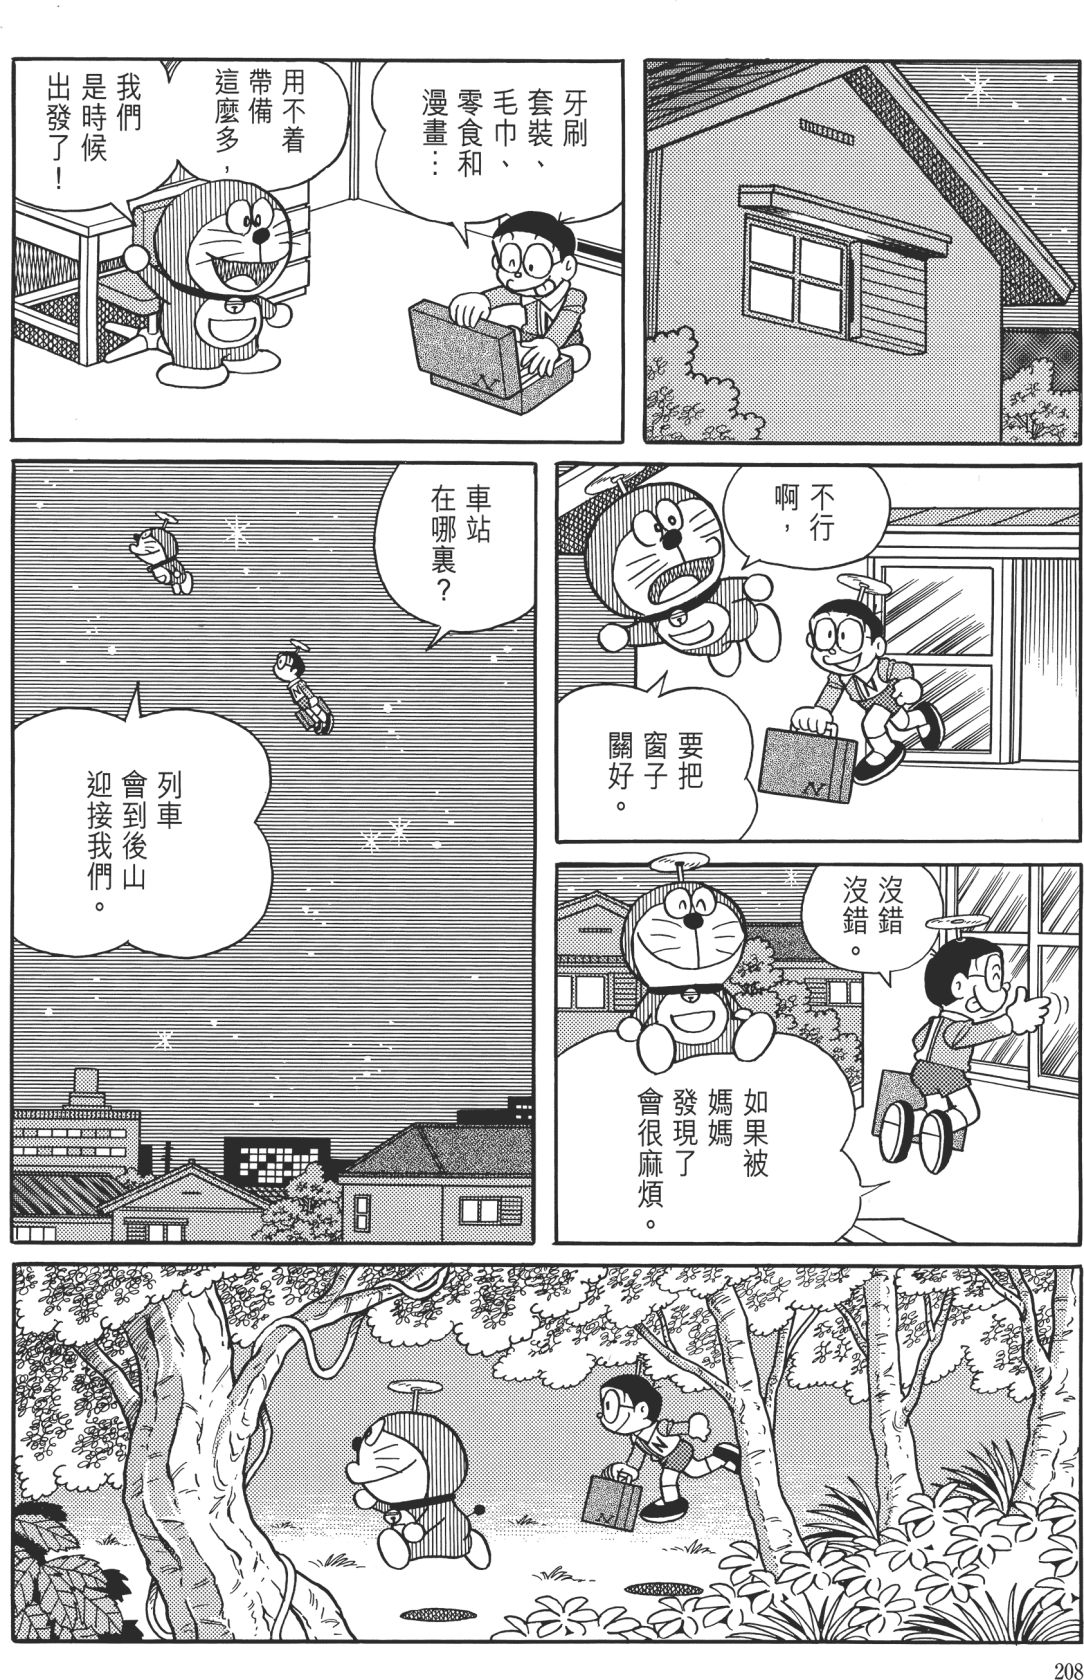 牙刷
套裝、
毛巾、
零食和
漫畫…
用不着
帶備
這麼多，
我們
是時候
出發了！
N
不行
啊，
要把
窗子
關好。
N
沒錯
沒錯。
如果被
媽媽
發現了
會很麻煩。
車站
在哪裏？
N
列車
會到後山
迎接我們。
N
N
208